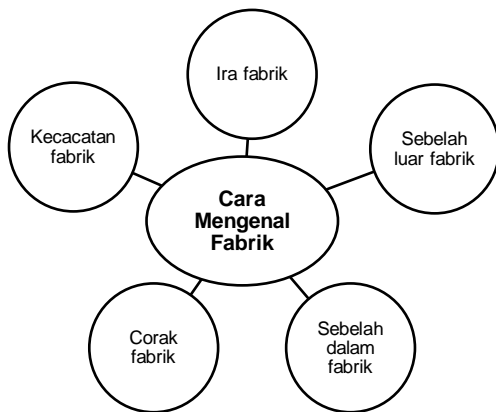 Ira fabrik
Kecacatan
fabrik
Sebelah
luar fabrik
Cara
Mengenal
Fabrik
Corak
fabrik
Sebelah
dalam
fabrik